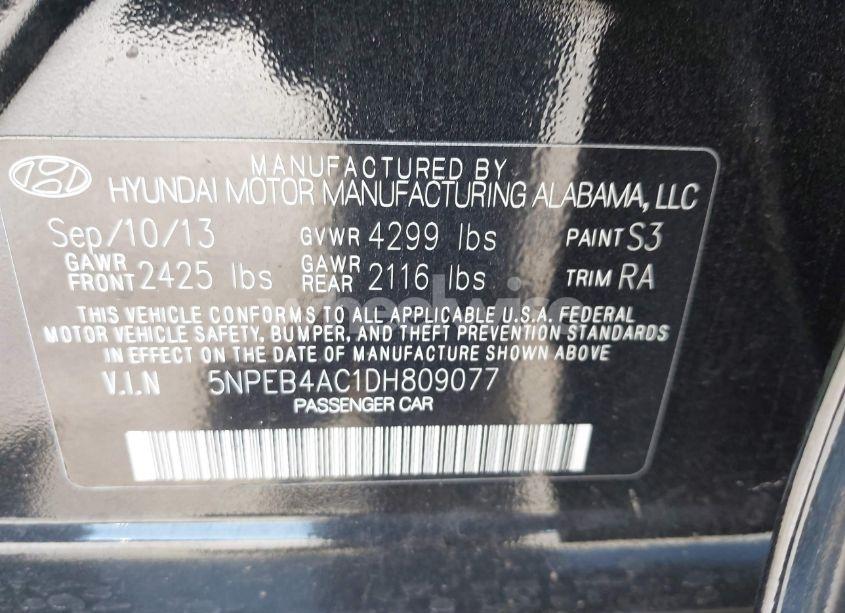 MANUFACTURED BY
HYUNDAI MOTOR MANUFACTURING ALABAMA, LLC
Sep/10/13 GVWR 4299 lbs PAINT S3
GAWR FRONT 2425 lbs GAWR REAR 2116 lbs TRIM RA
THIS VEHICLE CONFORMS TO ALL APPLICABLE U.S.A. FEDERAL
MOTOR VEHICLE SAFETY, BUMPER, AND THEFT PREVENTION STANDARDS
IN EFFECT ON THE DATE OF MANUFACTURE SHOWN ABOVE
V.I.N 5NPEB4AC1DH809077
PASSENGER CAR